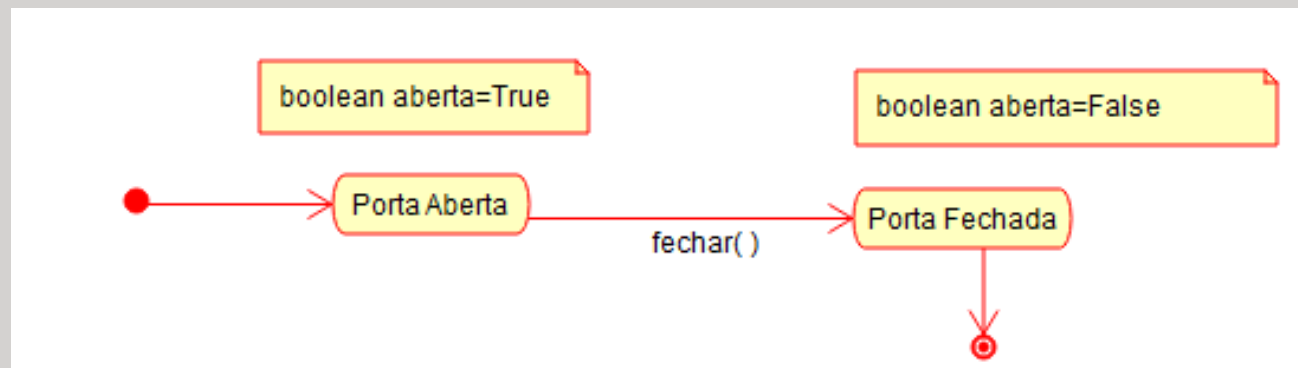 boolean aberta=True
boolean aberta=False
Porta Aberta
fechar( )
Porta Fechada